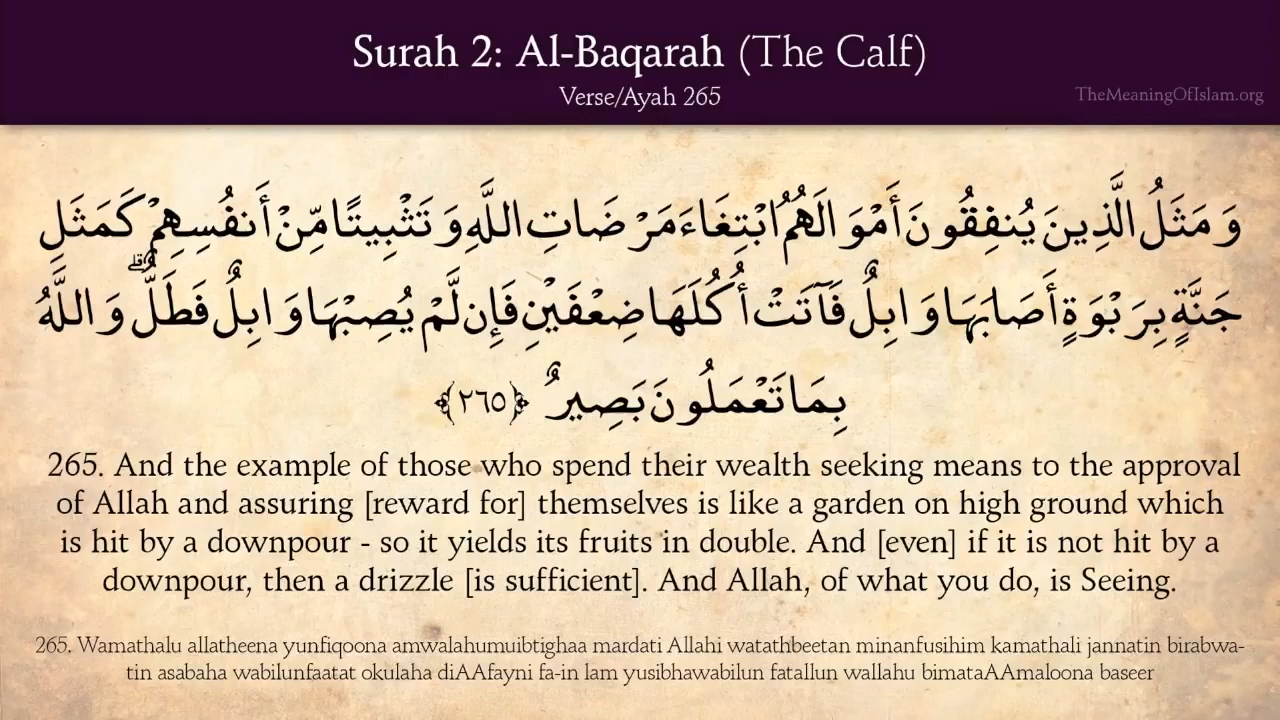 Surah 2: Al-Baqarah (The Calf)
Verse/Ayah 265
TheMeaningOfIslam.org
وَمَثَلُ الَّذِينَ يُنفِقُونَ أَمْوَالَهُمُ ابْتِغَاءَ مَرْضَاتِ اللَّهِ وَتَثْبِيتًا مِّنْ أَنفُسِهِمْ كَمَثَلِ
جَنَّةٍ بِرَبْوَةٍ أَصَابَهَا وَابِلٌ فَآتَتْ أُكُلَهَا ضِعْفَيْنِ فَإِن لَّمْ يُصِبْهَا وَابِلٌ فَطَلٌّ ۗ وَاللَّهُ
بِمَا تَعْمَلُونَ بَصِيرٌ ﴿٢٦٥﴾
265. And the example of those who spend their wealth seeking means to the approval
of Allah and assuring [reward for] themselves is like a garden on high ground which
is hit by a downpour - so it yields its fruits in double. And [even] if it is not hit by a
downpour, then a drizzle [is sufficient]. And Allah, of what you do, is Seeing.
265. Wamathalu allatheena yunfiqoona amwalahumuibtighaa mardati Allahi watathbeetan minanfusihim kamathali jannatin birabwa-
tin asabaha wabilunfaatat okulaha diAAfayni fa-in lam yusibhawabilun fatallun wallahu bimataAAmaloona baseer